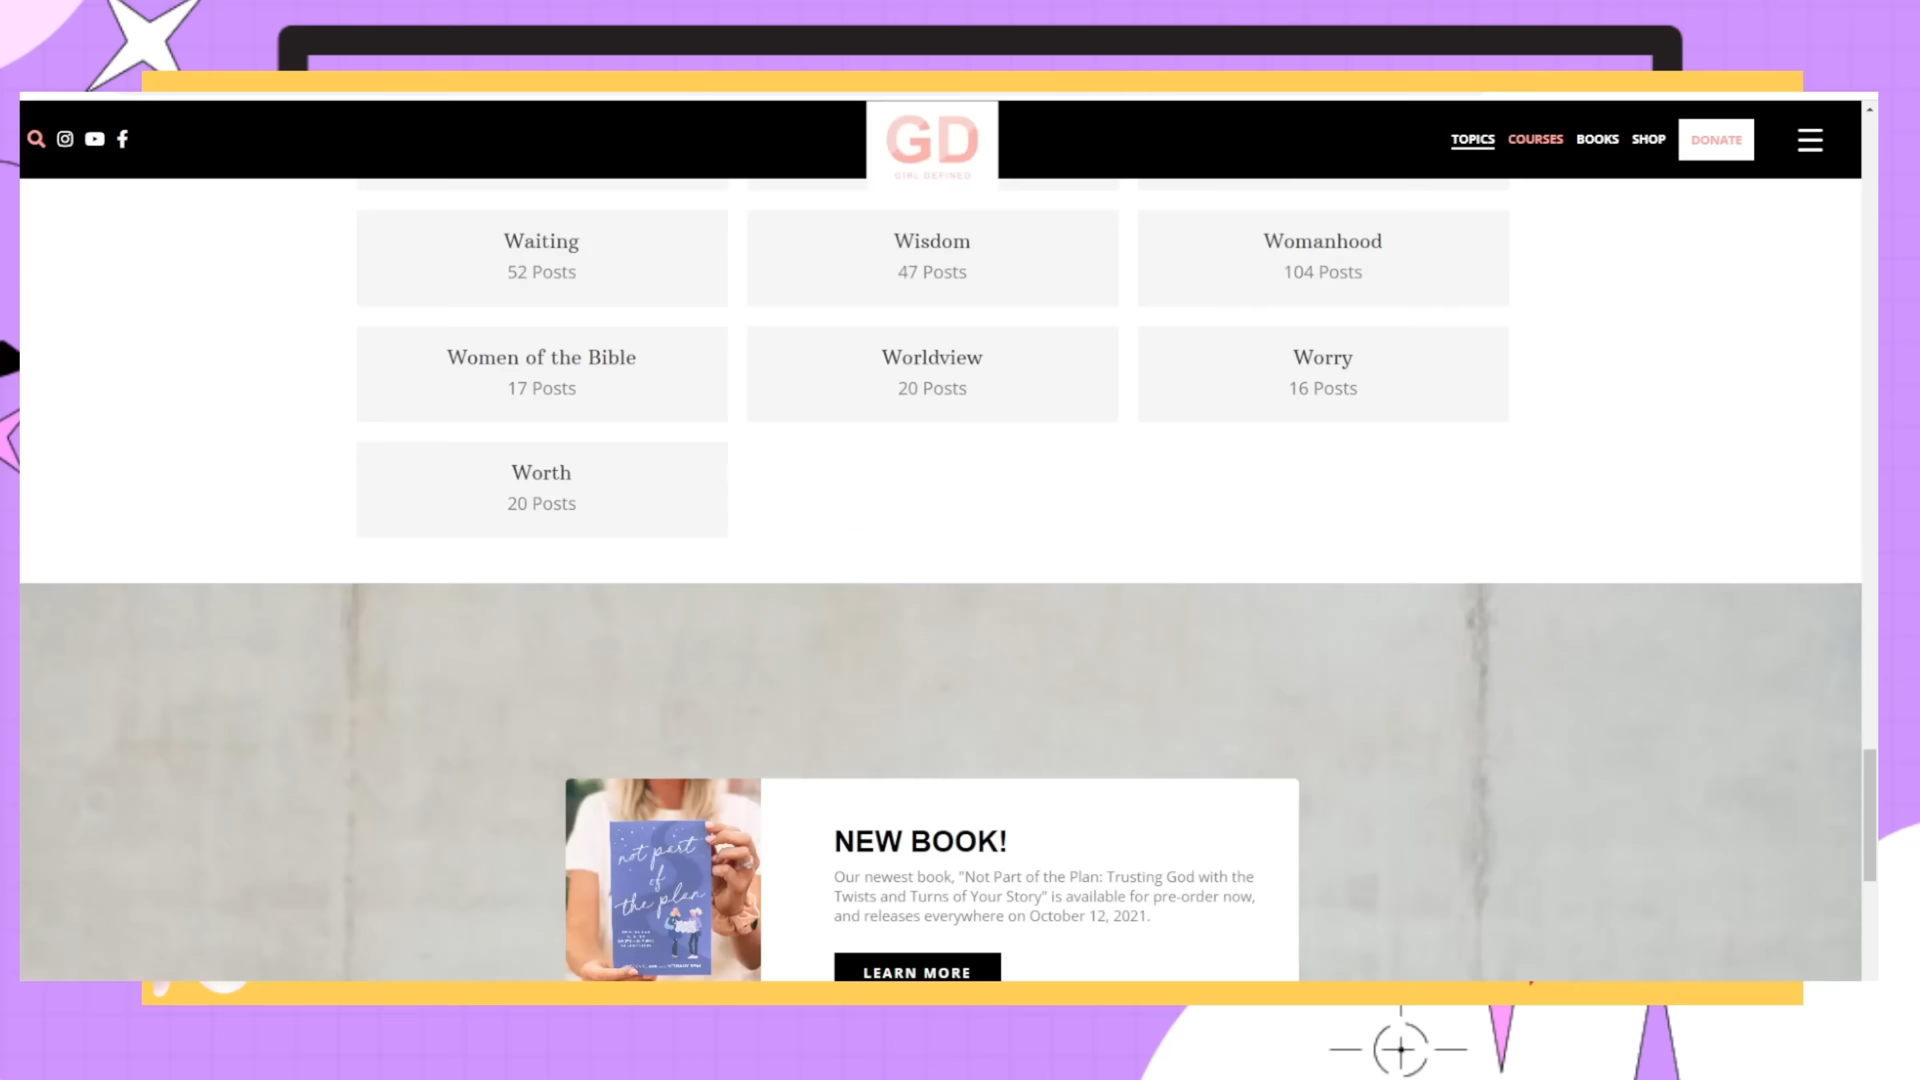 GD
GIRL DEFINED
TOPICS COURSES BOOKS SHOP DONATE
Waiting
52 Posts
Wisdom
47 Posts
Womanhood
104 Posts
Women of the Bible
17 Posts
Worldview
20 Posts
Worry
16 Posts
Worth
20 Posts
not part
of
the plan
NEW BOOK!
Our newest book, "Not Part of the Plan: Trusting God with the
Twists and Turns of Your Story" is available for pre-order now,
and releases everywhere on October 12, 2021.
LEARN MORE